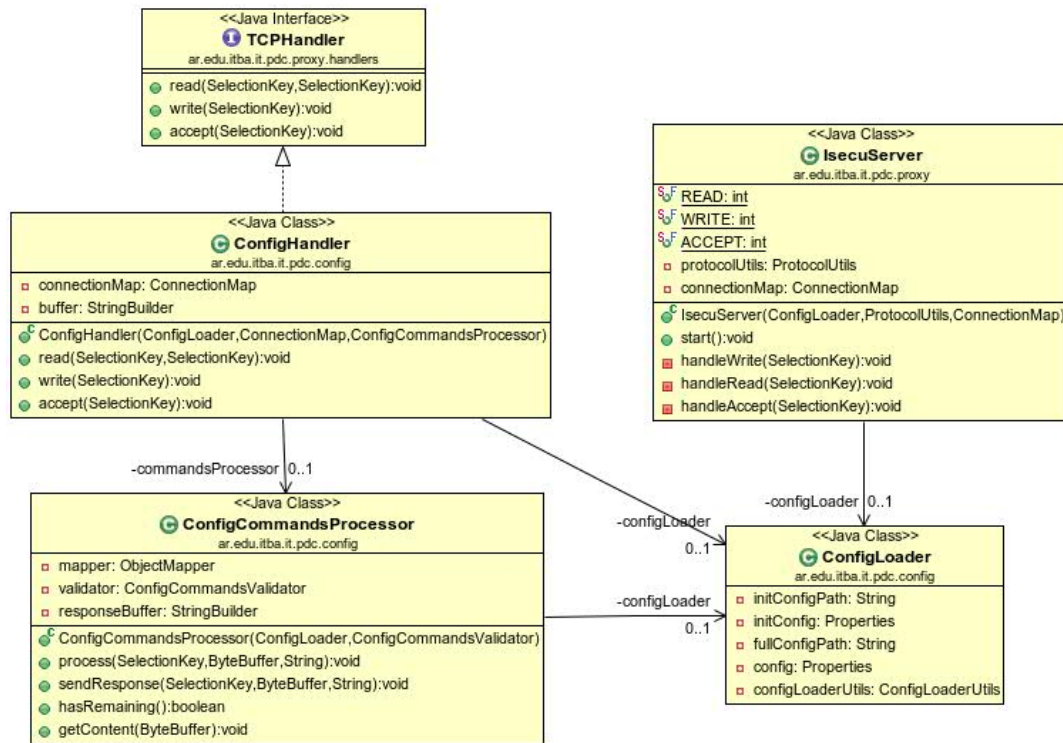 <<Java Interface>>
TCPHandler
ar.edu.itba.it.pdc.proxy.handlers
read(SelectionKey,SelectionKey):void
write(SelectionKey):void
accept(SelectionKey):void
<<Java Class>>
IsecuServer
ar.edu.itba.it.pdc.proxy
READ: int
WRITE: int
ACCEPT: int
protocolUtils: ProtocolUtils
connectionMap: ConnectionMap
IsecuServer(ConfigLoader,ProtocolUtils,ConnectionMap)
start():void
handleWrite(SelectionKey):void
handleRead(SelectionKey):void
handleAccept(SelectionKey):void
<<Java Class>>
ConfigHandler
ar.edu.itba.it.pdc.config
connectionMap: ConnectionMap
buffer: StringBuilder
ConfigHandler(ConfigLoader,ConnectionMap,ConfigCommandsProcessor)
read(SelectionKey,SelectionKey):void
write(SelectionKey):void
accept(SelectionKey):void
-commandsProcessor 0..1
-configLoader 0..1
-configLoader
0..1
<<Java Class>>
ConfigCommandsProcessor
ar.edu.itba.it.pdc.config
mapper: ObjectMapper
validator: ConfigCommandsValidator
responseBuffer: StringBuilder
ConfigCommandsProcessor(ConfigLoader,ConfigCommandsValidator)
process(SelectionKey,ByteBuffer,String):void
sendResponse(SelectionKey,ByteBuffer,String):void
hasRemaining():boolean
getContent(ByteBuffer):void
-configLoader
0..1
<<Java Class>>
ConfigLoader
ar.edu.itba.it.pdc.config
initConfigPath: String
initConfig: Properties
fullConfigPath: String
config: Properties
configLoaderUtils: ConfigLoaderUtils